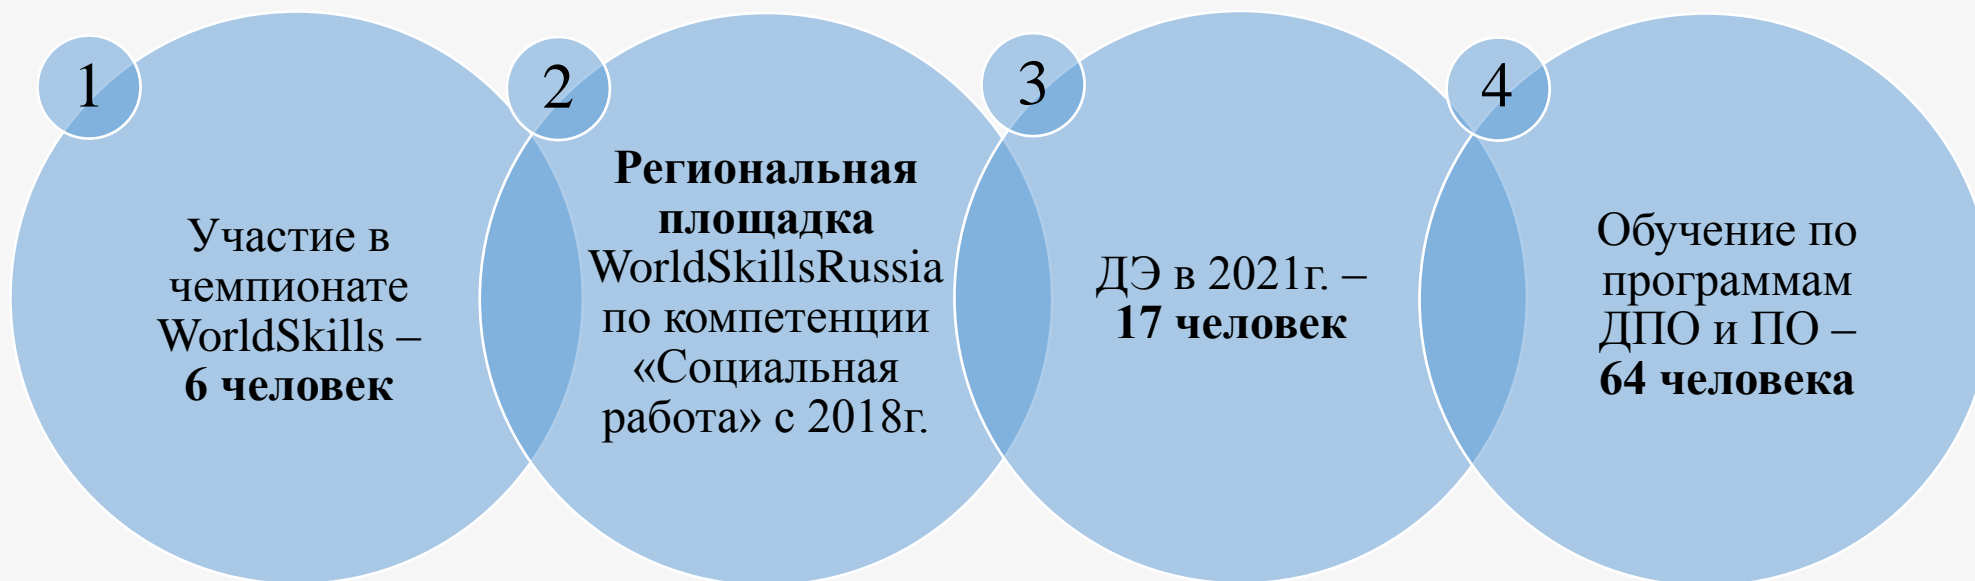 1
Участие в
чемпионате
WorldSkills –
6 человек
2
Региональная
площадка
WorldSkillsRussia
по компетенции
«Социальная
работа» с 2018г.
3
ДЭ в 2021г. –
17 человек
4
Обучение по
программам
ДПО и ПО –
64 человека